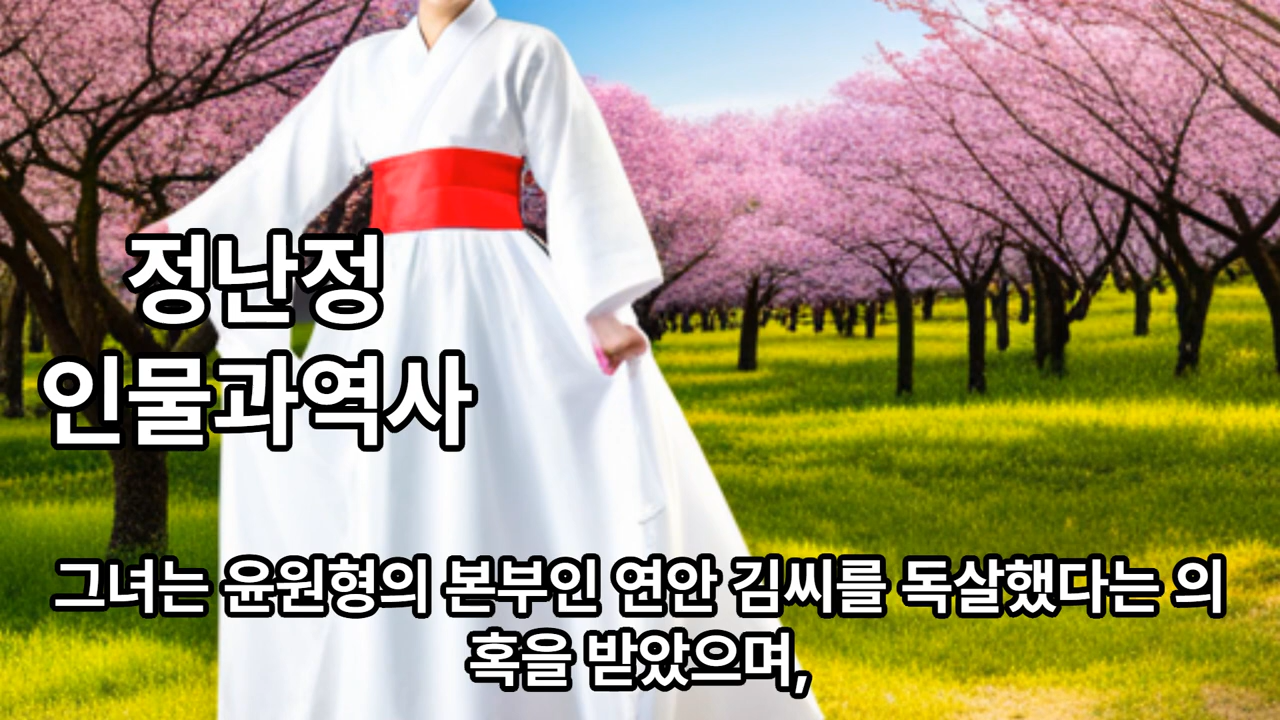 정난정
인물과역사
그녀는 윤원형의 본부인 연안 김씨를 독살했다는 의
혹을 받았으며,